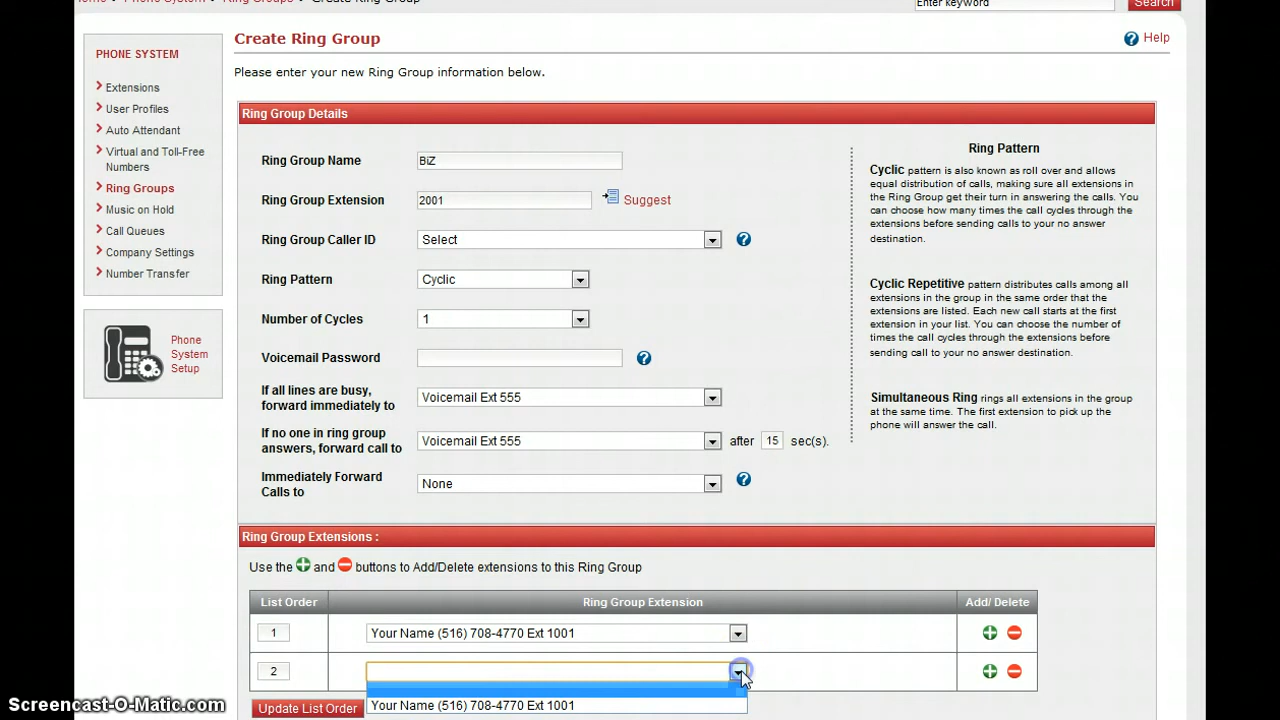 Home > Phone System > Ring Groups > Create Ring Group
Enter keyword
Search
PHONE SYSTEM
Extensions
User Profiles
Auto Attendant
Virtual and Toll-Free
Numbers
Ring Groups
Music on Hold
Call Queues
Company Settings
Number Transfer
Phone
System
Setup
Create Ring Group
Help
Please enter your new Ring Group information below.
Ring Group Details
Ring Group Name
BiZ
Ring Group Extension
2001
Suggest
Ring Group Caller ID
Select
Ring Pattern
Cyclic
Number of Cycles
1
Voicemail Password
If all lines are busy,
forward immediately to
Voicemail Ext 555
If no one in ring group
answers, forward call to
Voicemail Ext 555
after 15 sec(s).
Immediately Forward
Calls to
None
Ring Pattern
Cyclic pattern is also known as roll over and allows
equal distribution of calls, making sure all extensions in
the Ring Group get their turn in answering the calls. You
can choose how many times the call cycles through the
extensions before sending calls to your no answer
destination.
Cyclic Repetitive pattern distributes calls among all
extensions in the group in the same order that the
extensions are listed. Each new call starts at the first
extension in your list. You can choose the number of
times the call cycles through the extensions before
sending call to your no answer destination.
Simultaneous Ring rings all extensions in the group
at the same time. The first extension to pick up the
phone will answer the call.
Ring Group Extensions :
Use the and buttons to Add/Delete extensions to this Ring Group
List Order Ring Group Extension Add/ Delete
1 Your Name (516) 708-4770 Ext 1001
2
Your Name (516) 708-4770 Ext 1001
Update List Order
Screencast-O-Matic.com